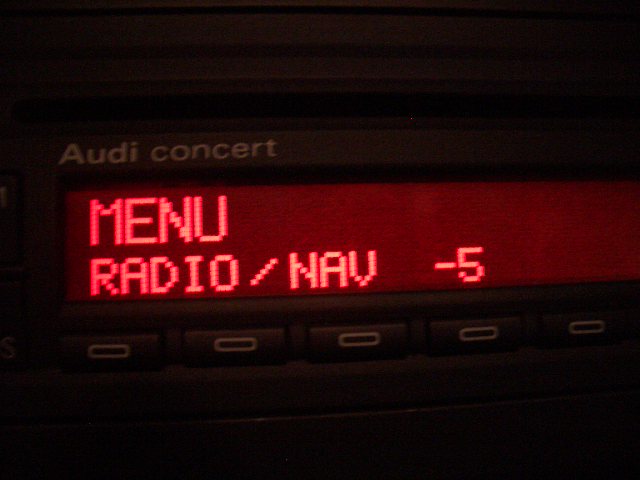 Audi concert
MENU
RADIO/NAV -5